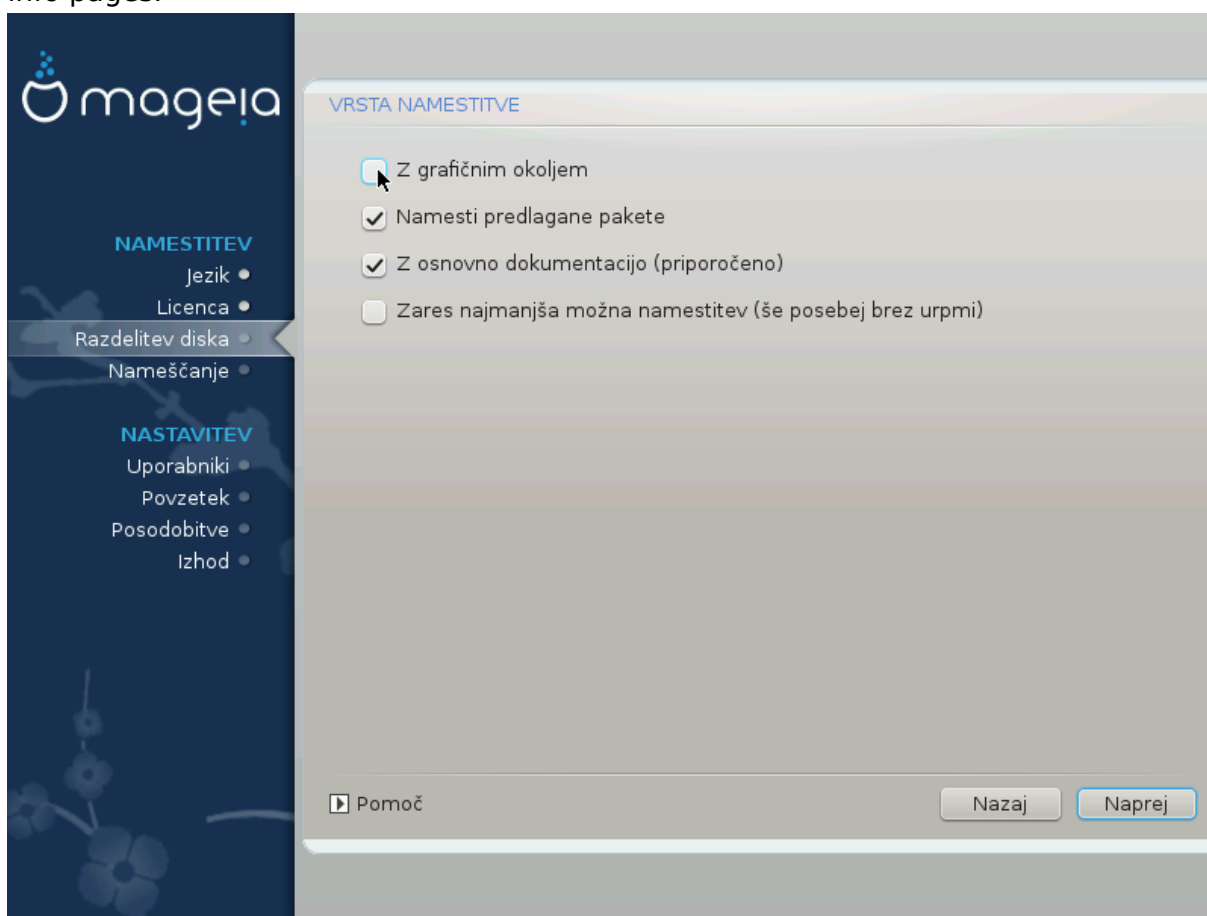 info pages.
mageia
VRSTA NAMESTITVE
Z grafičnim okoljem
Namesti predlagane pakete
Z osnovno dokumentacijo (priporočeno)
Zares najmanjša možna namestitev (še posebej brez urpmi)
NAMESTITEV
Jezik
Licenca
Razdelitev diska
Nameščanje
NASTAVITEV
Uporabniki
Povzetek
Posodobitve
Izhod
Pomoč
Nazaj
Naprej